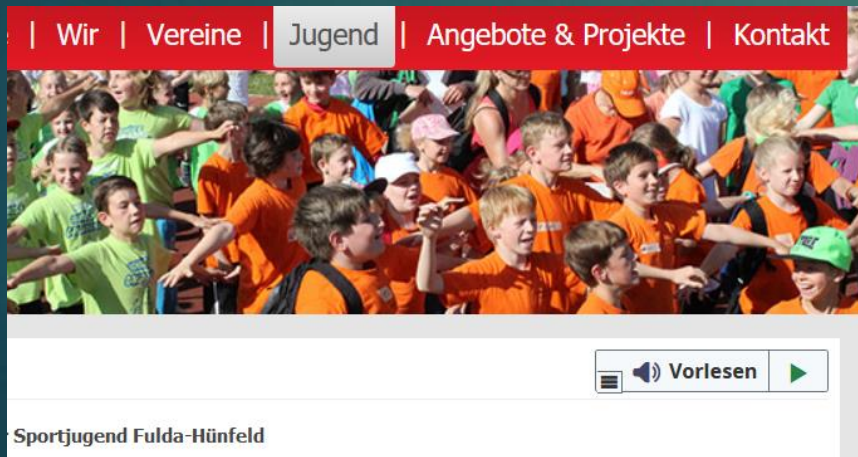 | Wir | Vereine | Jugend | Angebote & Projekte | Kontakt
Vorlesen
Sportjugend Fulda-Hünfeld